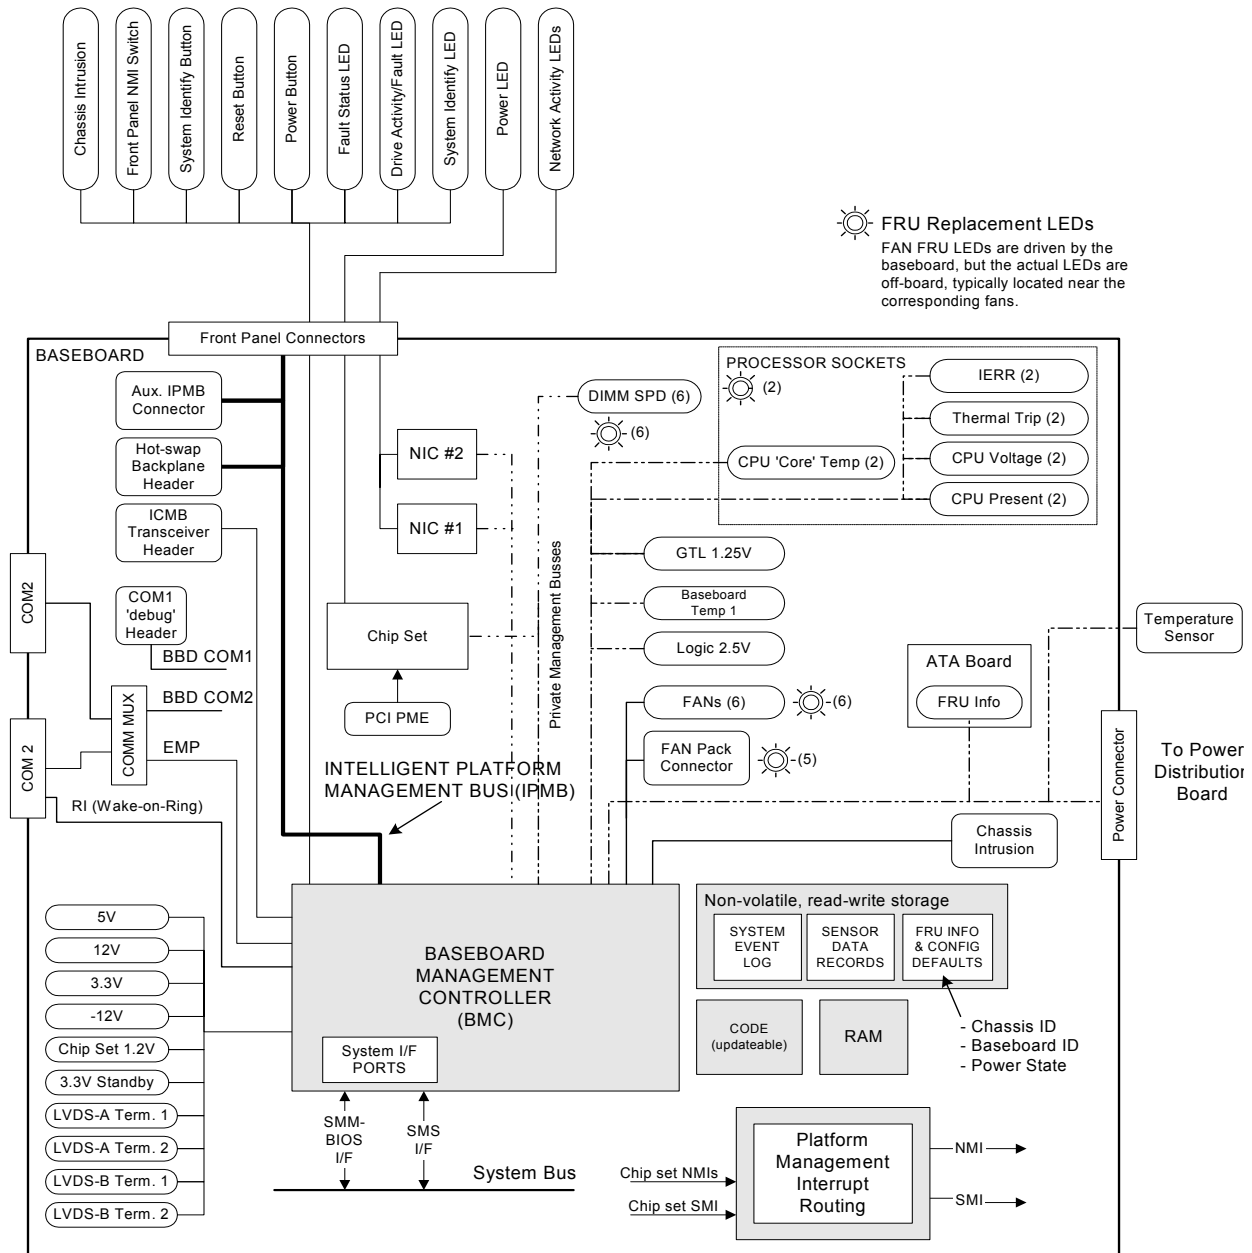 Chassis Intrusion
Front Panel NMI Switch
System Identify Button
Reset Button
Power Button
Fault Status LED
Drive Activity/Fault LED
System Identify LED
Power LED
Network Activity LEDs
FRU Replacement LEDs
FAN FRU LEDs are driven by the
baseboard, but the actual LEDs are
off-board, typically located near the
corresponding fans.
Front Panel Connectors
BASEBOARD
Aux. IPMB
Connector
Hot-swap
Backplane
Header
ICMB
Transceiver
Header
COM2
COM1
'debug'
Header
BBD COM1
BBD COM2
COMM MUX
COM 2
EMP
RI (Wake-on-Ring)
NIC #2
NIC #1
Chip Set
PCI PME
INTELLIGENT PLATFORM
MANAGEMENT BUS (IPMB)
Private Management Busses
DIMM SPD (6)
(6)
PROCESSOR SOCKETS
(2)
IERR (2)
Thermal Trip (2)
CPU 'Core' Temp (2)
CPU Voltage (2)
CPU Present (2)
GTL 1.25V
Baseboard
Temp 1
Logic 2.5V
FANs (6)
(6)
FAN Pack
Connector
(5)
ATA Board
FRU Info
Temperature
Sensor
Power Connector
To Power
Distribution
Board
Chassis
Intrusion
5V
12V
3.3V
-12V
Chip Set 1.2V
3.3V Standby
LVDS-A Term. 1
LVDS-A Term. 2
LVDS-B Term. 1
LVDS-B Term. 2
BASEBOARD
MANAGEMENT
CONTROLLER
(BMC)
System I/F
PORTS
SMM-
BIOS
I/F
SMS
I/F
System Bus
Non-volatile, read-write storage
SYSTEM
EVENT
LOG
SENSOR
DATA
RECORDS
FRU INFO
& CONFIG
DEFAULTS
CODE
(updateable)
RAM
- Chassis ID
- Baseboard ID
- Power State
Chip set NMIs
Chip set SMI
Platform
Management
Interrupt
Routing
NMI
SMI